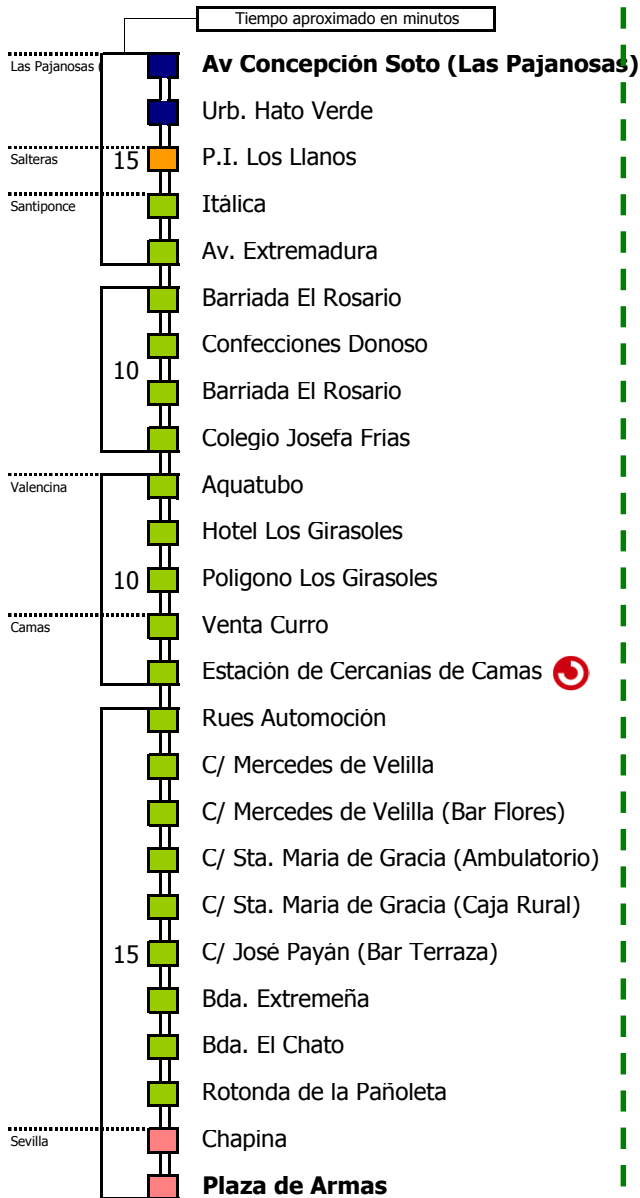 Tiempo aproximado en minutos
Las Pajanosas (
Av Concepción Soto (Las Pajanosas)
Urb. Hato Verde
Salteras
15
P.I. Los Llanos
Santiponce
Itálica
Av. Extremadura
Barriada El Rosario
Confecciones Donoso
10
Barriada El Rosario
Colegio Josefa Frias
Valencina
Aquatubo
Hotel Los Girasoles
10
Poligono Los Girasoles
Camas
Venta Curro
Estación de Cercanías de Camas
Rues Automoción
C/ Mercedes de Velilla
C/ Mercedes de Velilla (Bar Flores)
C/ Sta. Maria de Gracia (Ambulatorio)
C/ Sta. Maria de Gracia (Caja Rural)
15
C/ José Payán (Bar Terraza)
Bda. Extremeña
Bda. El Chato
Rotonda de la Pañoleta
Sevilla
Chapina
Plaza de Armas